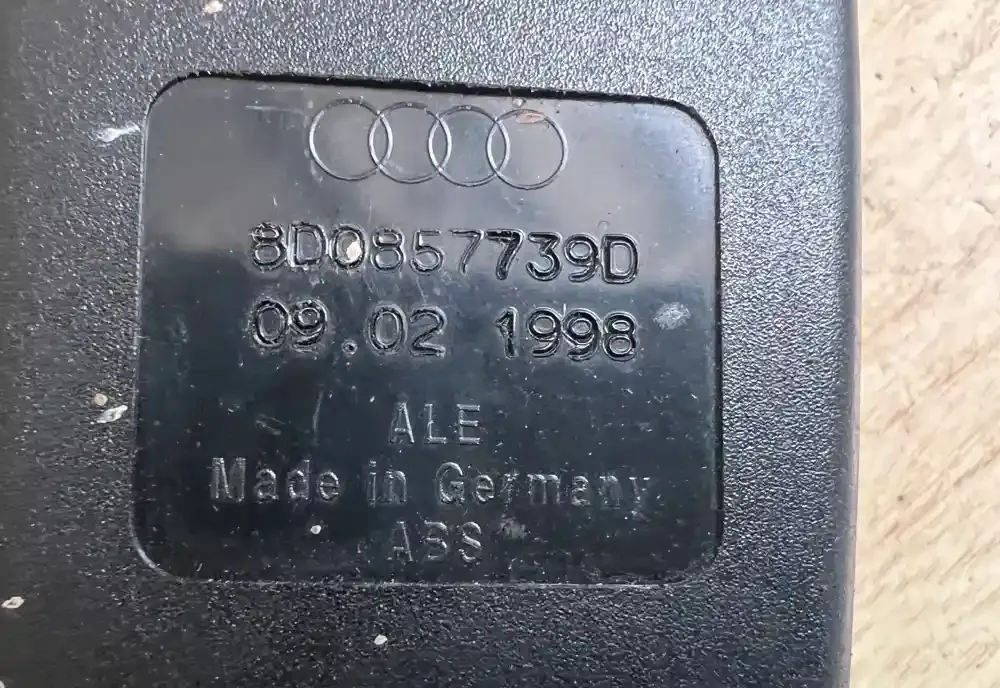 8D0857739D
09.02 1998
ALE
Made in Germany
ABS